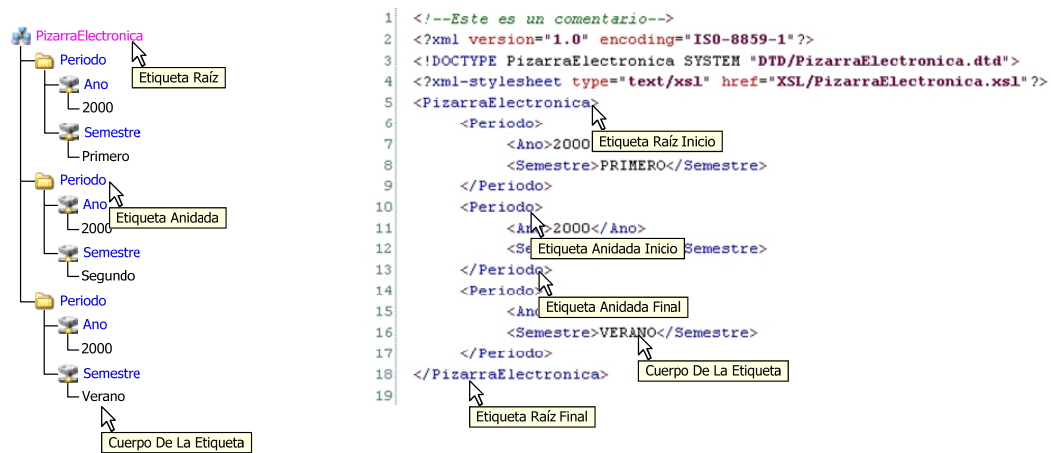 PizarraElectronica
Etiqueta Raíz
Periodo
Ano
2000
Semestre
Primero
Periodo
Etiqueta Anidada
Ano
2000
Semestre
Segundo
Periodo
Ano
2000
Semestre
Verano
Cuerpo De La Etiqueta
1 <!--Este es un comentario-->
2 <?xml version="1.0" encoding="ISO-8859-1"?>
3 <!DOCTYPE PizarraElectronica SYSTEM "DTD/PizarraElectronica.dtd">
4 <?xml-stylesheet type="text/xsl" href="XSL/PizarraElectronica.xsl"?>
5 <PizarraElectronica>
6 <Periodo>
Etiqueta Raíz Inicio
7 <Ano>2000
8 <Semestre>PRIMERO</Semestre>
9 </Periodo>
10 <Periodo>
11 <Ano>2000</Ano>
12 <Se Semestre>
Etiqueta Anidada Inicio
13 </Periodo>
14 <Periodo>
15 <Ano
Etiqueta Anidada Final
16 <Semestre>VERANO</Semestre>
17 </Periodo>
Cuerpo De La Etiqueta
18 </PizarraElectronica>
19
Etiqueta Raíz Final